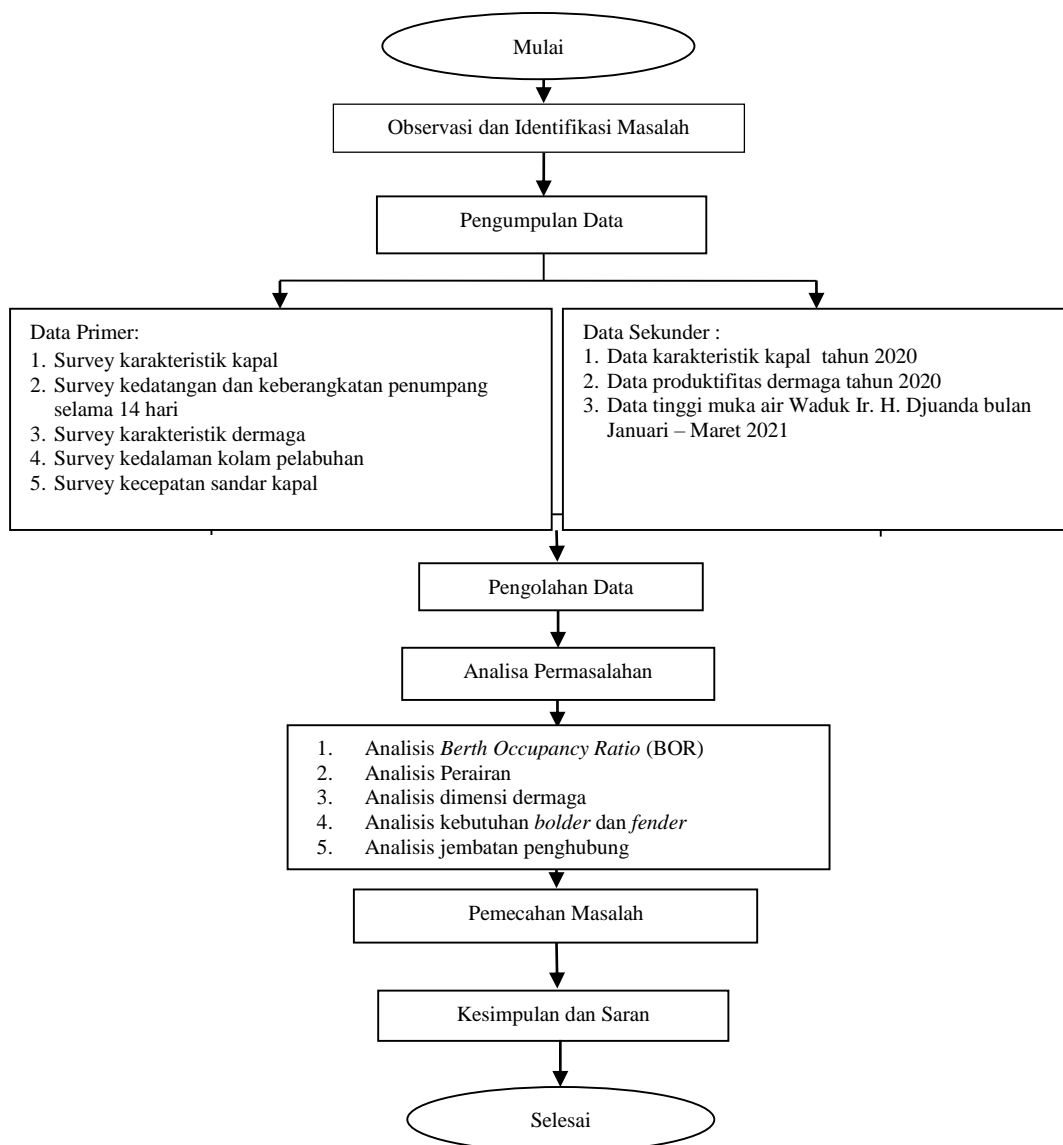 Mulai
Observasi dan Identifikasi Masalah
Pengumpulan Data
Data Primer:
1. Survey karakteristik kapal
2. Survey kedatangan dan keberangkatan penumpang
selama 14 hari
3. Survey karakteristik dermaga
4. Survey kedalaman kolam pelabuhan
5. Survey kecepatan sandar kapal
Data Sekunder :
1. Data karakteristik kapal tahun 2020
2. Data produktifitas dermaga tahun 2020
3. Data tinggi muka air Waduk Ir. H. Djuanda bulan
Januari – Maret 2021
Pengolahan Data
Analisa Permasalahan
1. Analisis Berth Occupancy Ratio (BOR)
2. Analisis Perairan
3. Analisis dimensi dermaga
4. Analisis kebutuhan bolder dan fender
5. Analisis jembatan penghubung
Pemecahan Masalah
Kesimpulan dan Saran
Selesai